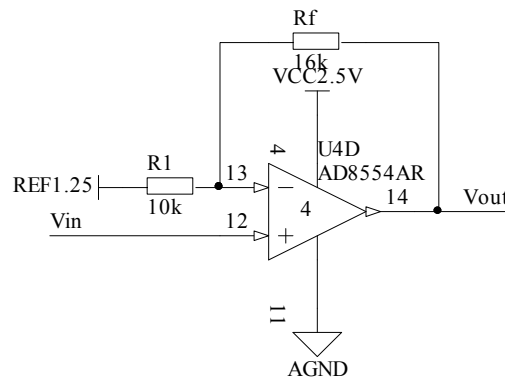 Rf
16k
VCC2.5V
4
U4D
AD8554AR
R1
13
−
14
REF1.25
10k
4
Vout
Vin
12
+
11
AGND